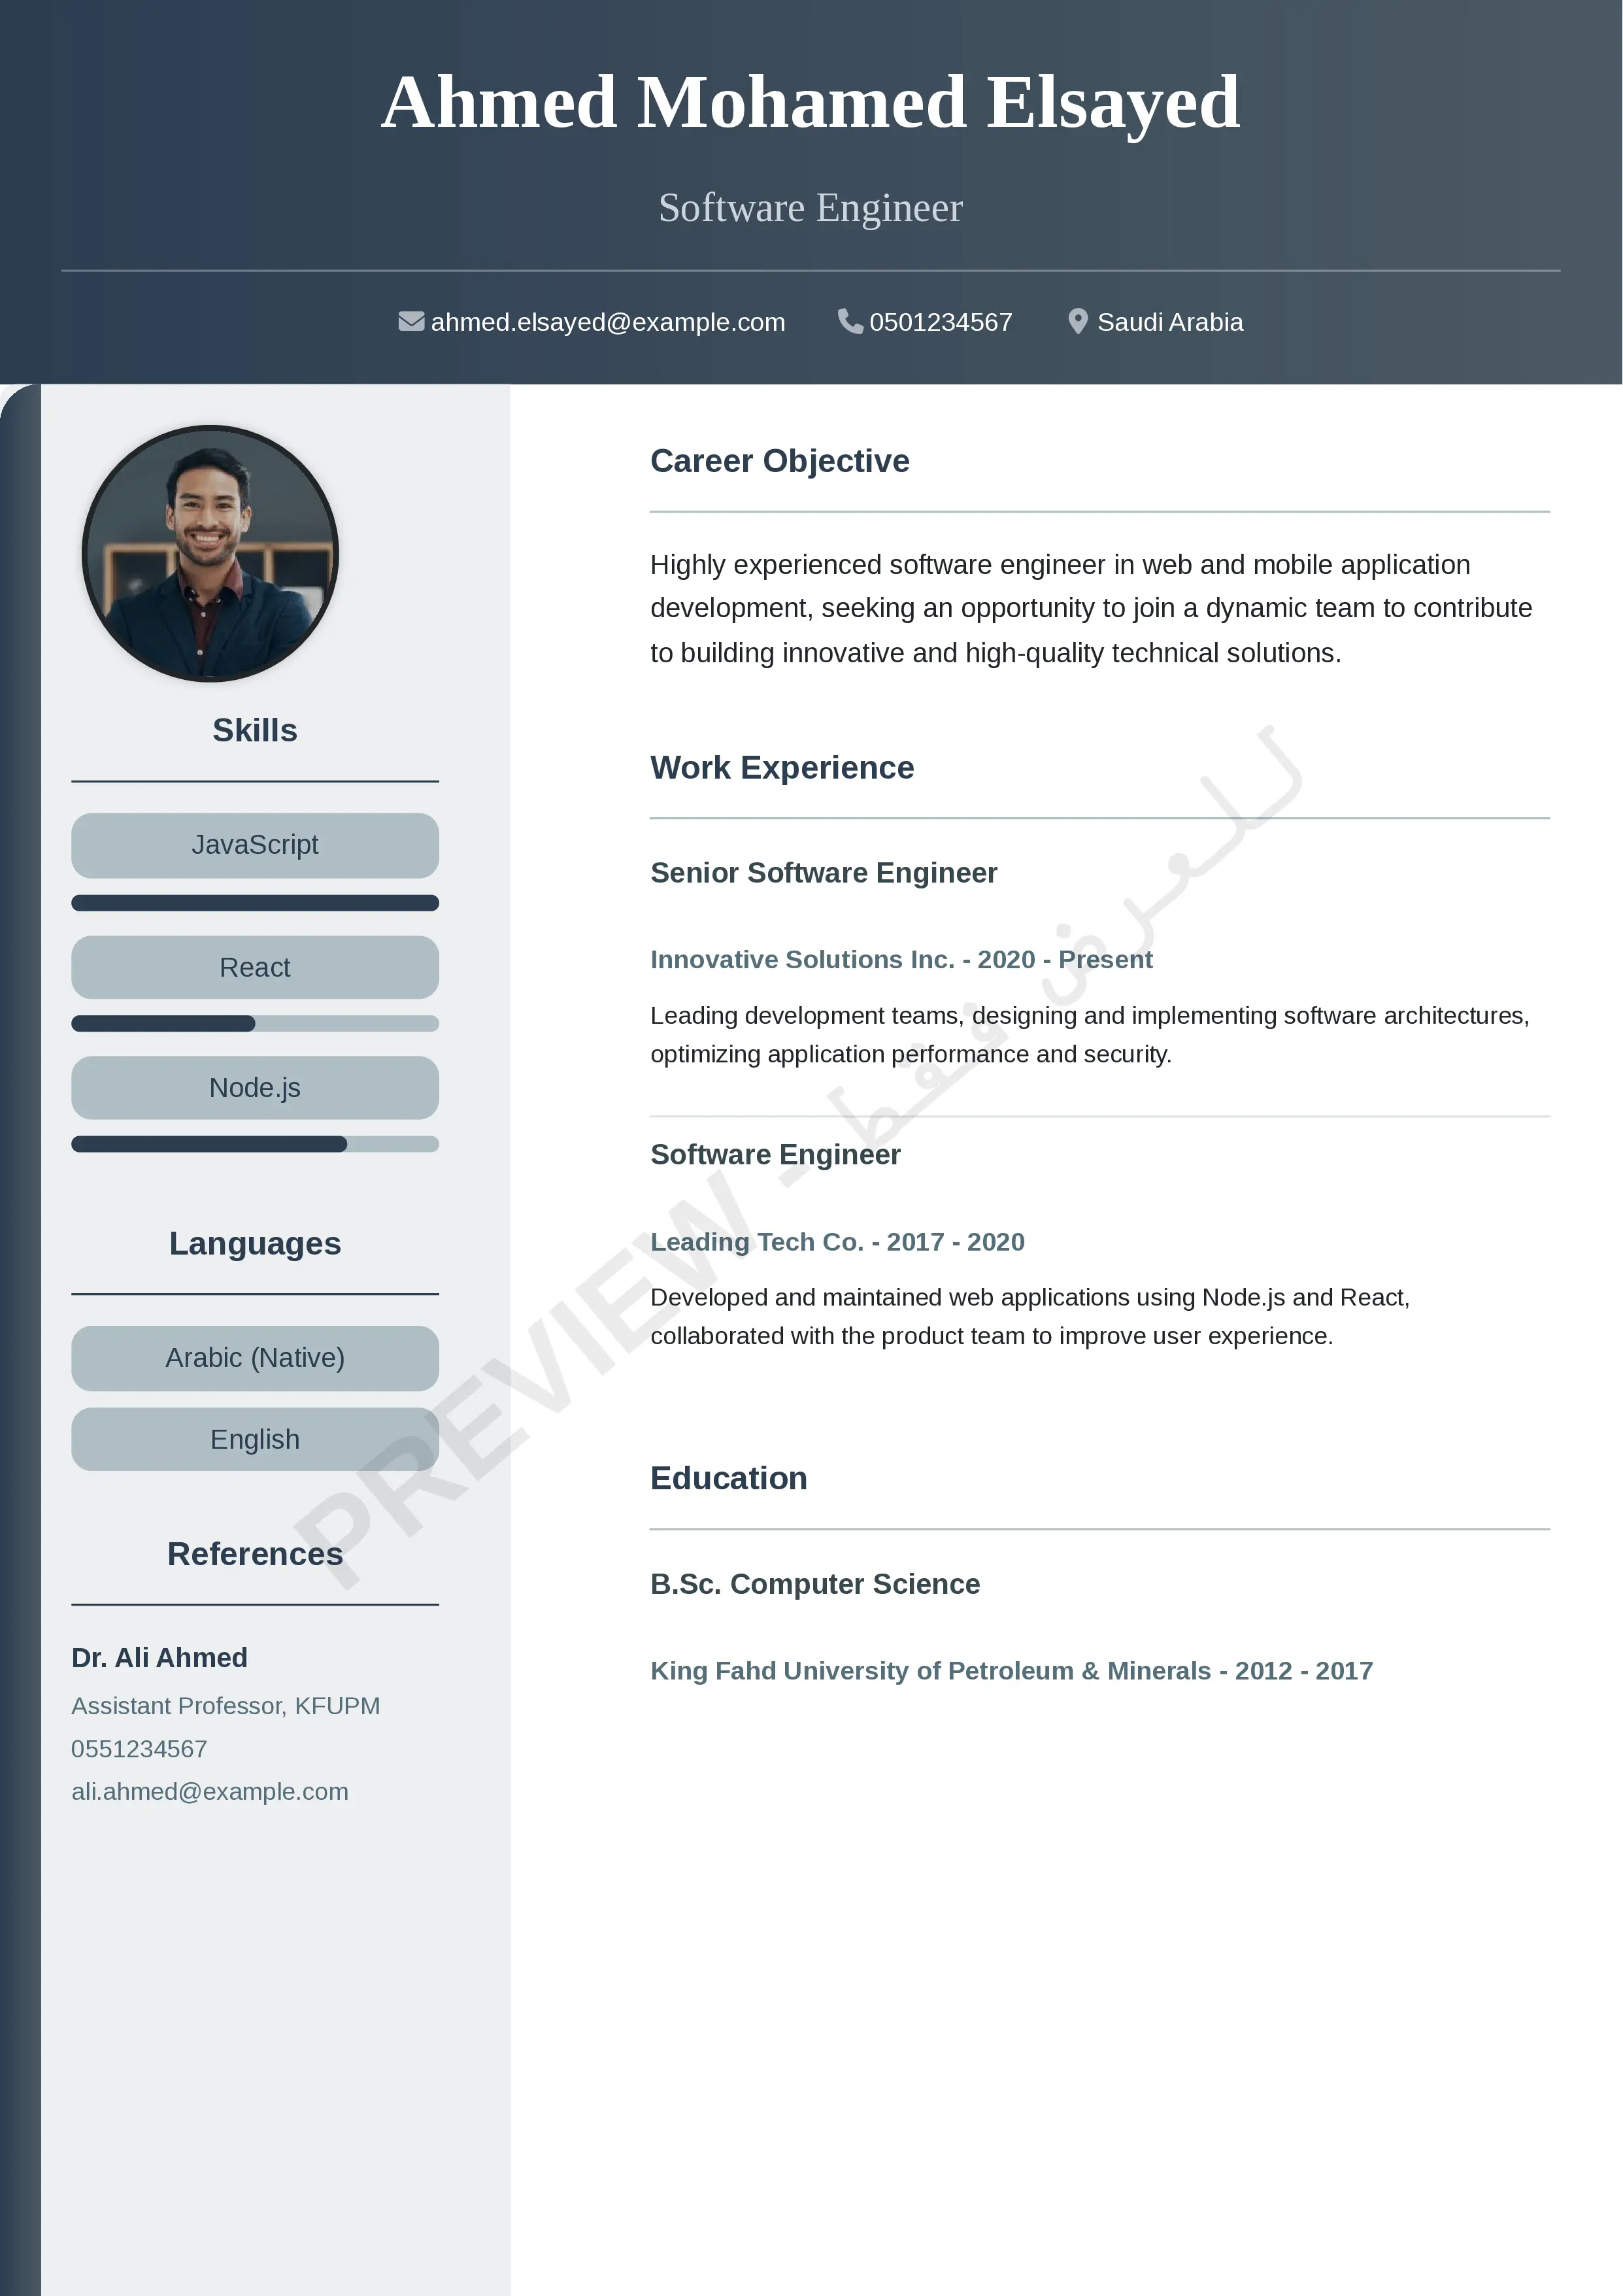 Ahmed Mohamed Elsayed
Software Engineer
ahmed.elsayed@example.com 0501234567 Saudi Arabia
Skills
JavaScript
React
Node.js
Languages
Arabic (Native)
English
References
Dr. Ali Ahmed
Assistant Professor, KFUPM
0551234567
ali.ahmed@example.com
Career Objective
Highly experienced software engineer in web and mobile application
development, seeking an opportunity to join a dynamic team to contribute
to building innovative and high-quality technical solutions.
Work Experience
Senior Software Engineer
Innovative Solutions Inc. - 2020 - Present
Leading development teams, designing and implementing software architectures,
optimizing application performance and security.
Software Engineer
Leading Tech Co. - 2017 - 2020
Developed and maintained web applications using Node.js and React,
collaborated with the product team to improve user experience.
Education
B.Sc. Computer Science
King Fahd University of Petroleum & Minerals - 2012 - 2017
PREVIEW - للعرض فقط